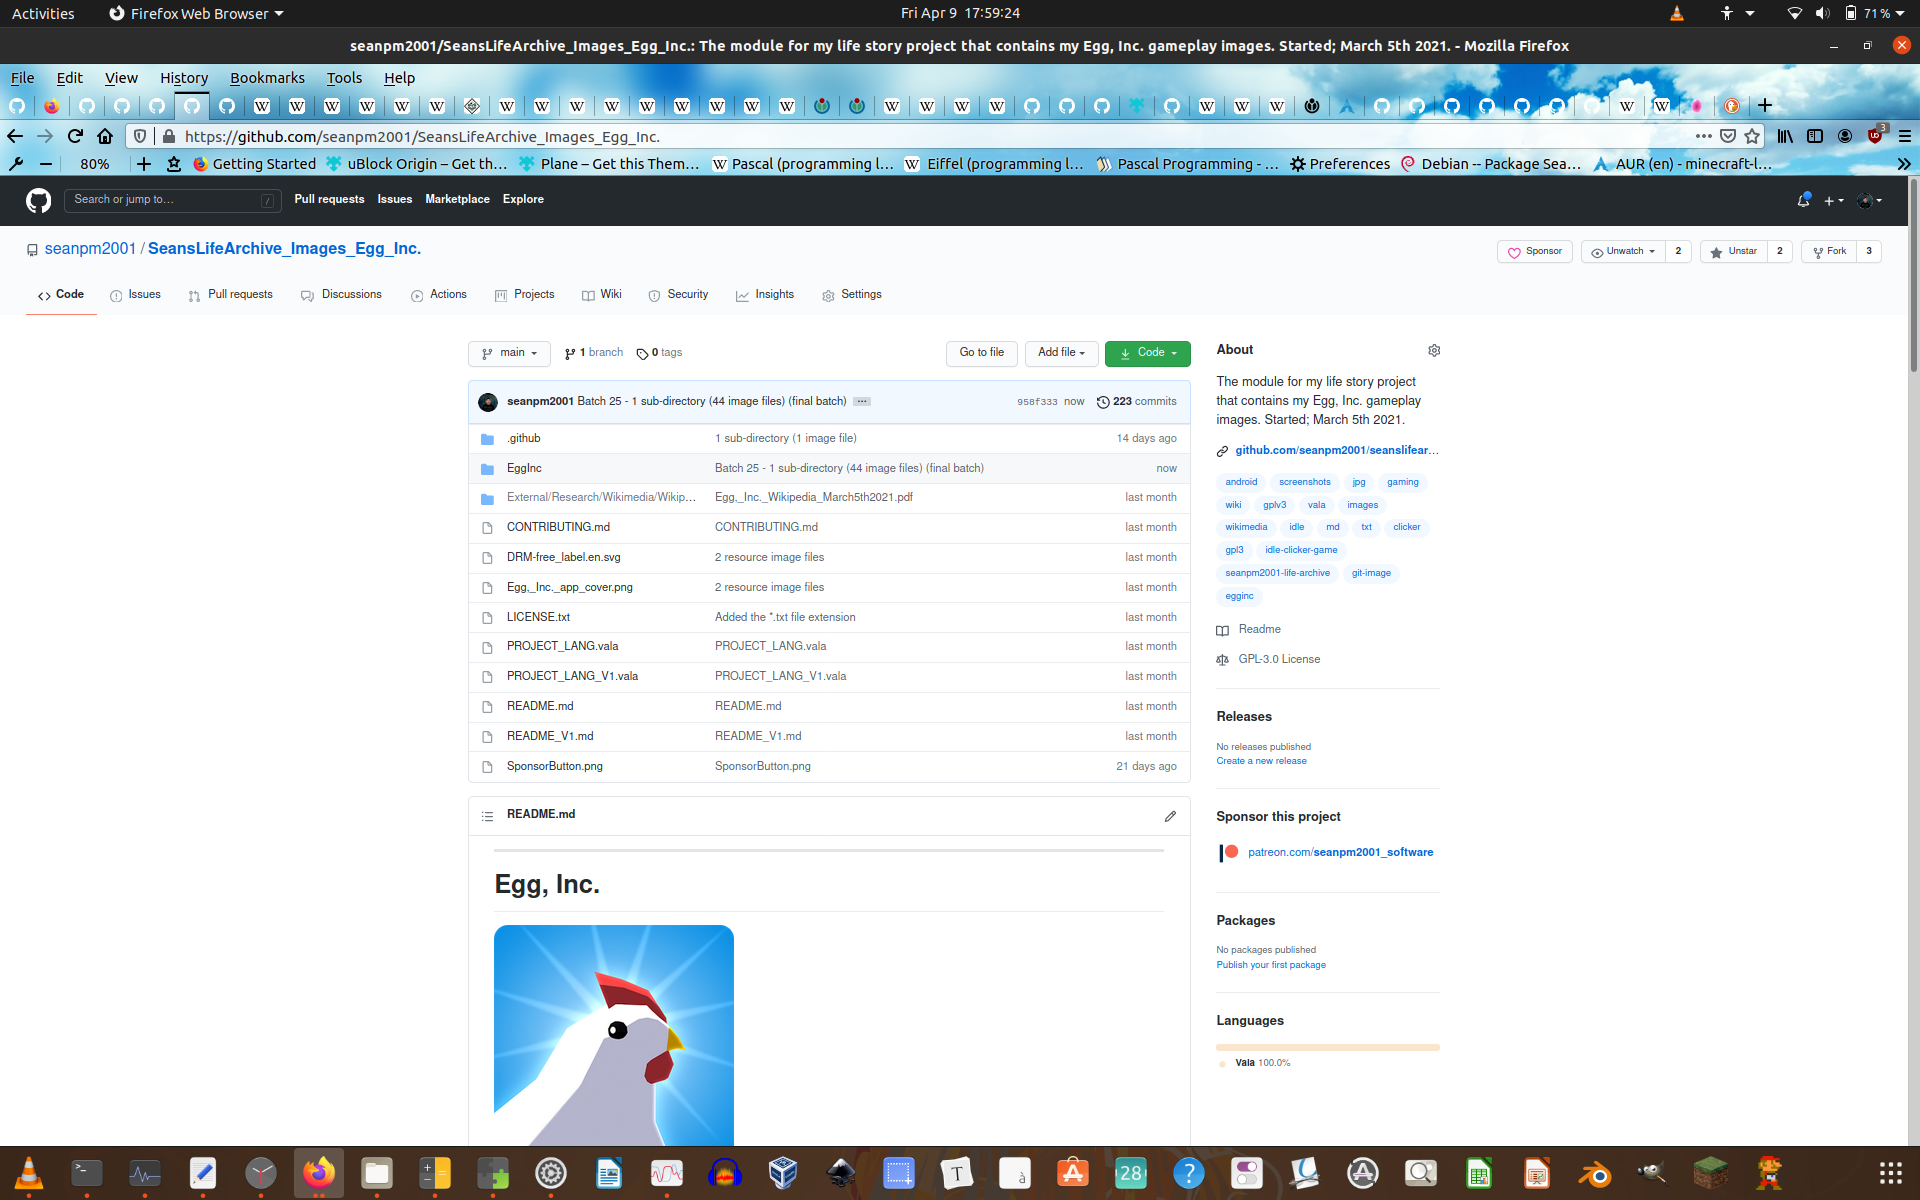 Activities Firefox Web Browser Fri Apr 9 17:59:24 71%
seanpm2001/SeansLifeArchive_Images_Egg_Inc.: The module for my life story project that contains my Egg, Inc. gameplay images. Started; March 5th 2021. - Mozilla Firefox
File Edit View History Bookmarks Tools Help
https://github.com/seanpm2001/SeansLifeArchive_Images_Egg_Inc. 3
80% Getting Started uBlock Origin – Get th… Plane – Get this Them… Pascal (programming l… Eiffel (programming l… Pascal Programming - … Preferences Debian -- Package Sea… AUR (en) - minecraft-l…
Search or jump to… / Pull requests Issues Marketplace Explore
seanpm2001 / SeansLifeArchive_Images_Egg_Inc. Sponsor Unwatch 2 Unstar 2 Fork 3
Code Issues Pull requests Discussions Actions Projects Wiki Security Insights Settings
main 1 branch 0 tags Go to file Add file Code
seanpm2001 Batch 25 - 1 sub-directory (44 image files) (final batch) 958f333 now 223 commits
.github 1 sub-directory (1 image file) 14 days ago
EggInc Batch 25 - 1 sub-directory (44 image files) (final batch) now
External/Research/Wikimedia/Wikip… Egg,_Inc._Wikipedia_March5th2021.pdf last month
CONTRIBUTING.md CONTRIBUTING.md last month
DRM-free_label.en.svg 2 resource image files last month
Egg,_Inc._app_cover.png 2 resource image files last month
LICENSE.txt Added the *.txt file extension last month
PROJECT_LANG.vala PROJECT_LANG.vala last month
PROJECT_LANG_V1.vala PROJECT_LANG_V1.vala last month
README.md README.md last month
README_V1.md README_V1.md last month
SponsorButton.png SponsorButton.png 21 days ago
README.md
Egg, Inc.
About
The module for my life story project
that contains my Egg, Inc. gameplay
images. Started; March 5th 2021.
github.com/seanpm2001/seanslifear…
android screenshots jpg gaming
wiki gplv3 vala images
wikimedia idle md txt clicker
gpl3 idle-clicker-game
seanpm2001-life-archive git-image
egginc
Readme
GPL-3.0 License
Releases
No releases published
Create a new release
Sponsor this project
patreon.com/seanpm2001_software
Packages
No packages published
Publish your first package
Languages
Vala 100.0%